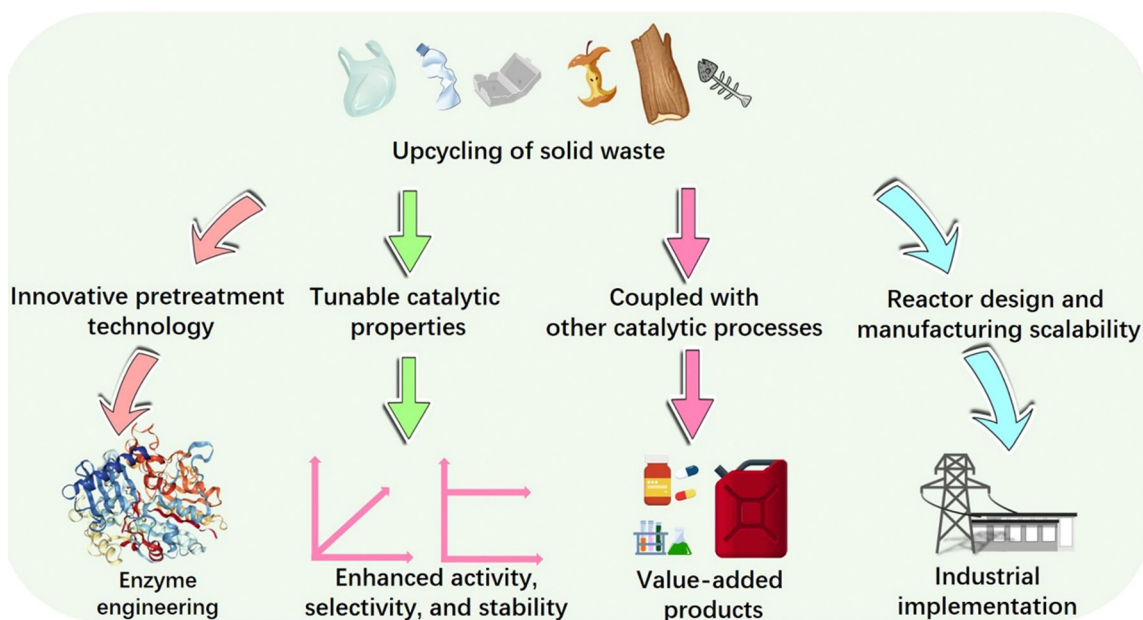 Upcycling of solid waste
Innovative pretreatment
technology
Tunable catalytic
properties
Coupled with
other catalytic processes
Reactor design and
manufacturing scalability
Enzyme
engineering
Enhanced activity,
selectivity, and stability
Value-added
products
Industrial
implementation